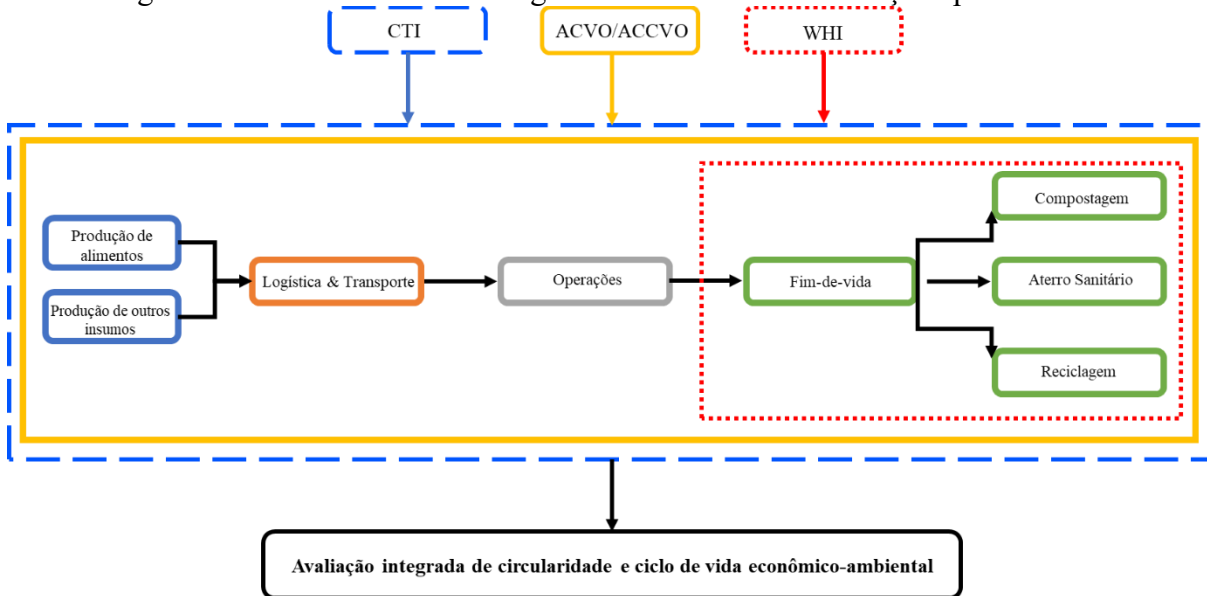 CTI
ACVO/ACCVO
WHI
Compostagem
Produção de
alimentos
Logística & Transporte
Operações
Fim-de-vida
Aterro Sanitário
Produção de outros
insumos
Reciclagem
Avaliação integrada de circularidade e ciclo de vida econômico-ambiental